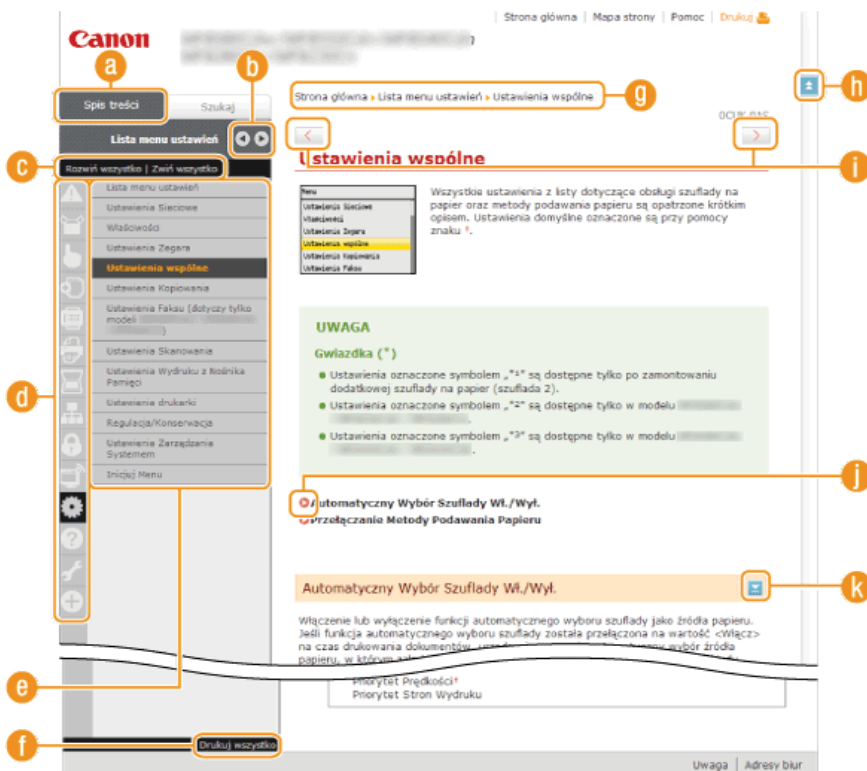 Strona główna | Mapa strony | Pomoc | Drukuj
Canon
a
b
Spis treści
Szukaj
Strona główna ▸ Lista menu ustawień ▸ Ustawienia wspólne
g
h
Lista menu ustawień
i
c
Rozwiń wszystko | Zwiń wszystko
Ustawienia wspólne
Lista menu ustawień
Ustawienia Sieciowe
Właściwości
Ustawienia Zegara
Ustawienia wspólne
Ustawienia Kopiowania
Ustawienia Faksu (dotyczy tylko
modeli
)
Ustawienia Skanowania
Ustawienia Wydruku z Nośnika
Pamięci
Ustawienia drukarki
Regulacja/Konserwacja
Ustawienia Zarządzania
Systemem
Inicjuj Menu
d
e
Menu
Ustawienia Sieciowe
Właściwości
Ustawienia Zegara
Ustawienia wspólne
Ustawienia Kopiowania
Ustawienia Faksu
Wszystkie ustawienia z listy dotyczące obsługi szuflady na
papier oraz metody podawania papieru są opatrzone krótkim
opisem. Ustawienia domyślne oznaczone są przy pomocy
znaku *.
UWAGA
Gwiazdka (*)
Ustawienia oznaczone symbolem „*1” są dostępne tylko po zamontowaniu
dodatkowej szuflady na papier (szuflada 2).
Ustawienia oznaczone symbolem „*2” są dostępne tylko w modelu
.
Ustawienia oznaczone symbolem „*3” są dostępne tylko w modelu
.
j
Automatyczny Wybór Szuflady Wł./Wył.
Przełączanie Metody Podawania Papieru
Automatyczny Wybór Szuflady Wł./Wył.
k
Włączenie lub wyłączenie funkcji automatycznego wyboru szuflady jako źródła papieru.
Jeśli funkcja automatycznego wyboru szuflady została przełączona na wartość <Włącz>
na czas drukowania dokumentów, wybór źródła
papieru, w którym
Priorytet Prędkości*
Priorytet Stron Wydruku
f
Drukuj wszystko
Uwaga | Adresy biur